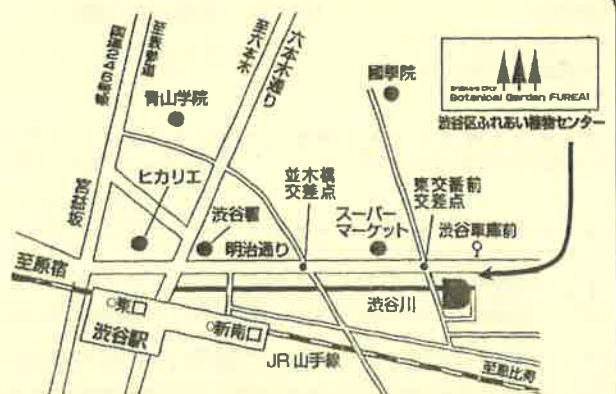 國學院
SHIBUYA CITY
Botanical Garden FUREAI
渋谷区ふれあい植物センター
至表参道
国道246号線
至六本木
六本木通り
青山学院
宮益坂
ヒカリエ
渋谷署
明治通り
並木橋
交差点
スーパー
マーケット
東交番前
交差点
渋谷車庫前
至原宿
東口
渋谷駅
新南口
渋谷川
JR山手線
至恵比寿